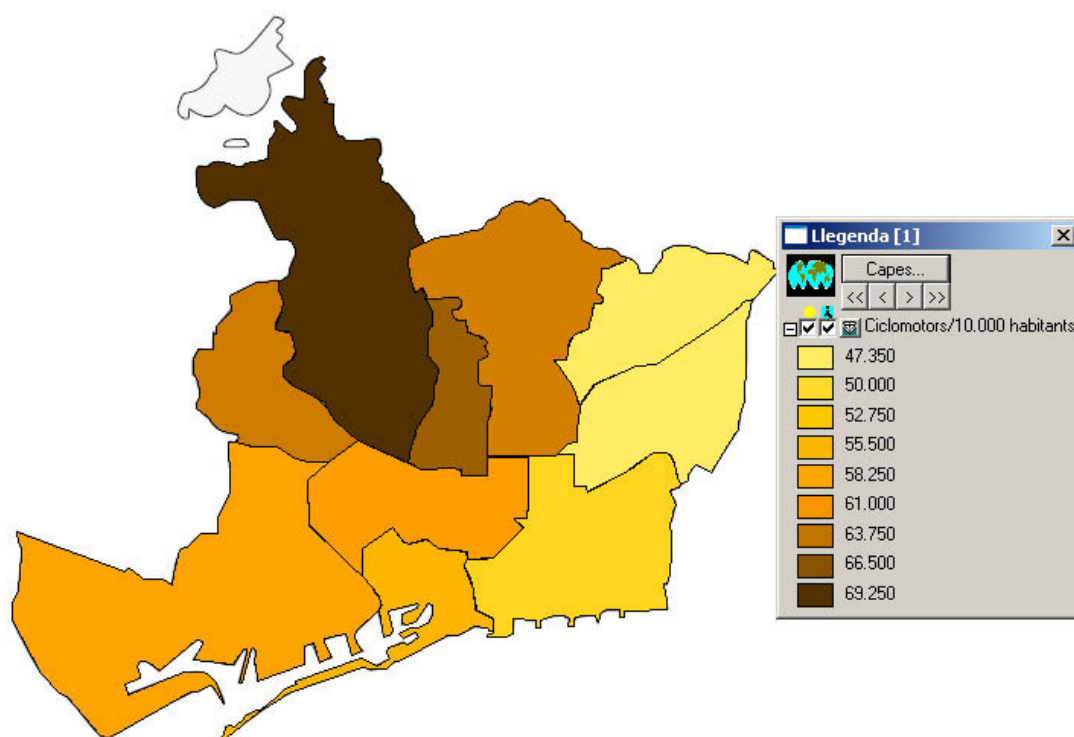 Llegenda [1]
Capes...
<< < > >>
Ciclomotors/10.000 habitants
47.350
50.000
52.750
55.500
58.250
61.000
63.750
66.500
69.250